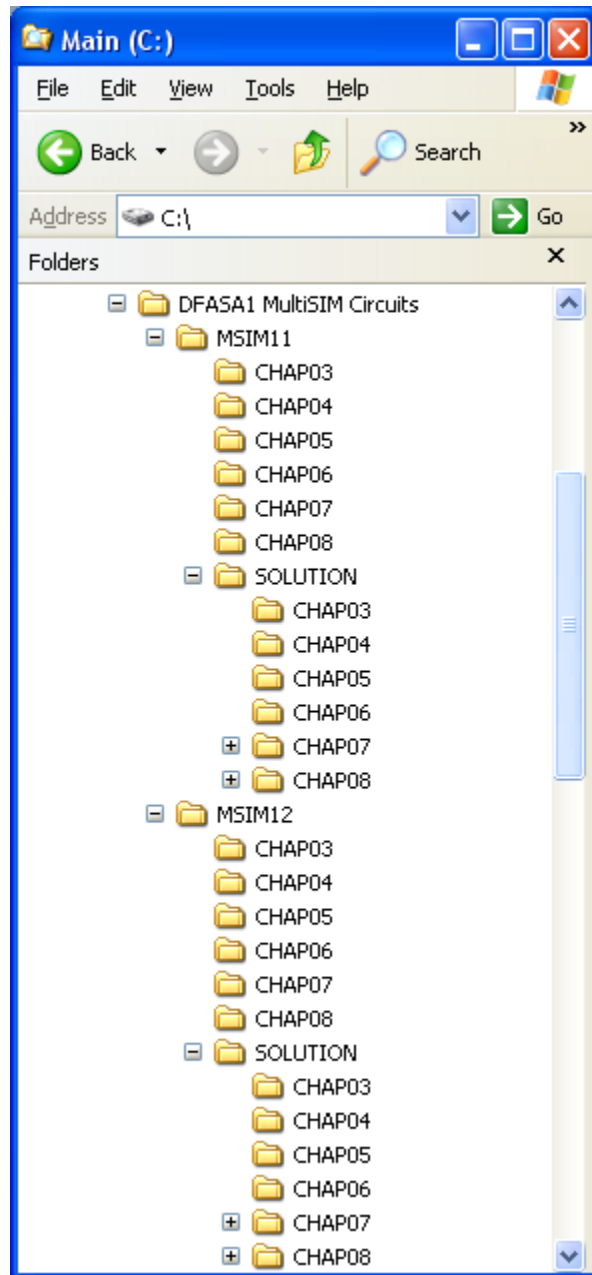 Main (C:)
File Edit View Tools Help
Back Search »
Address C:\ Go
Folders x
DFASA1 MultiSIM Circuits
MSIM11
CHAP03
CHAP04
CHAP05
CHAP06
CHAP07
CHAP08
SOLUTION
CHAP03
CHAP04
CHAP05
CHAP06
CHAP07
CHAP08
MSIM12
CHAP03
CHAP04
CHAP05
CHAP06
CHAP07
CHAP08
SOLUTION
CHAP03
CHAP04
CHAP05
CHAP06
CHAP07
CHAP08